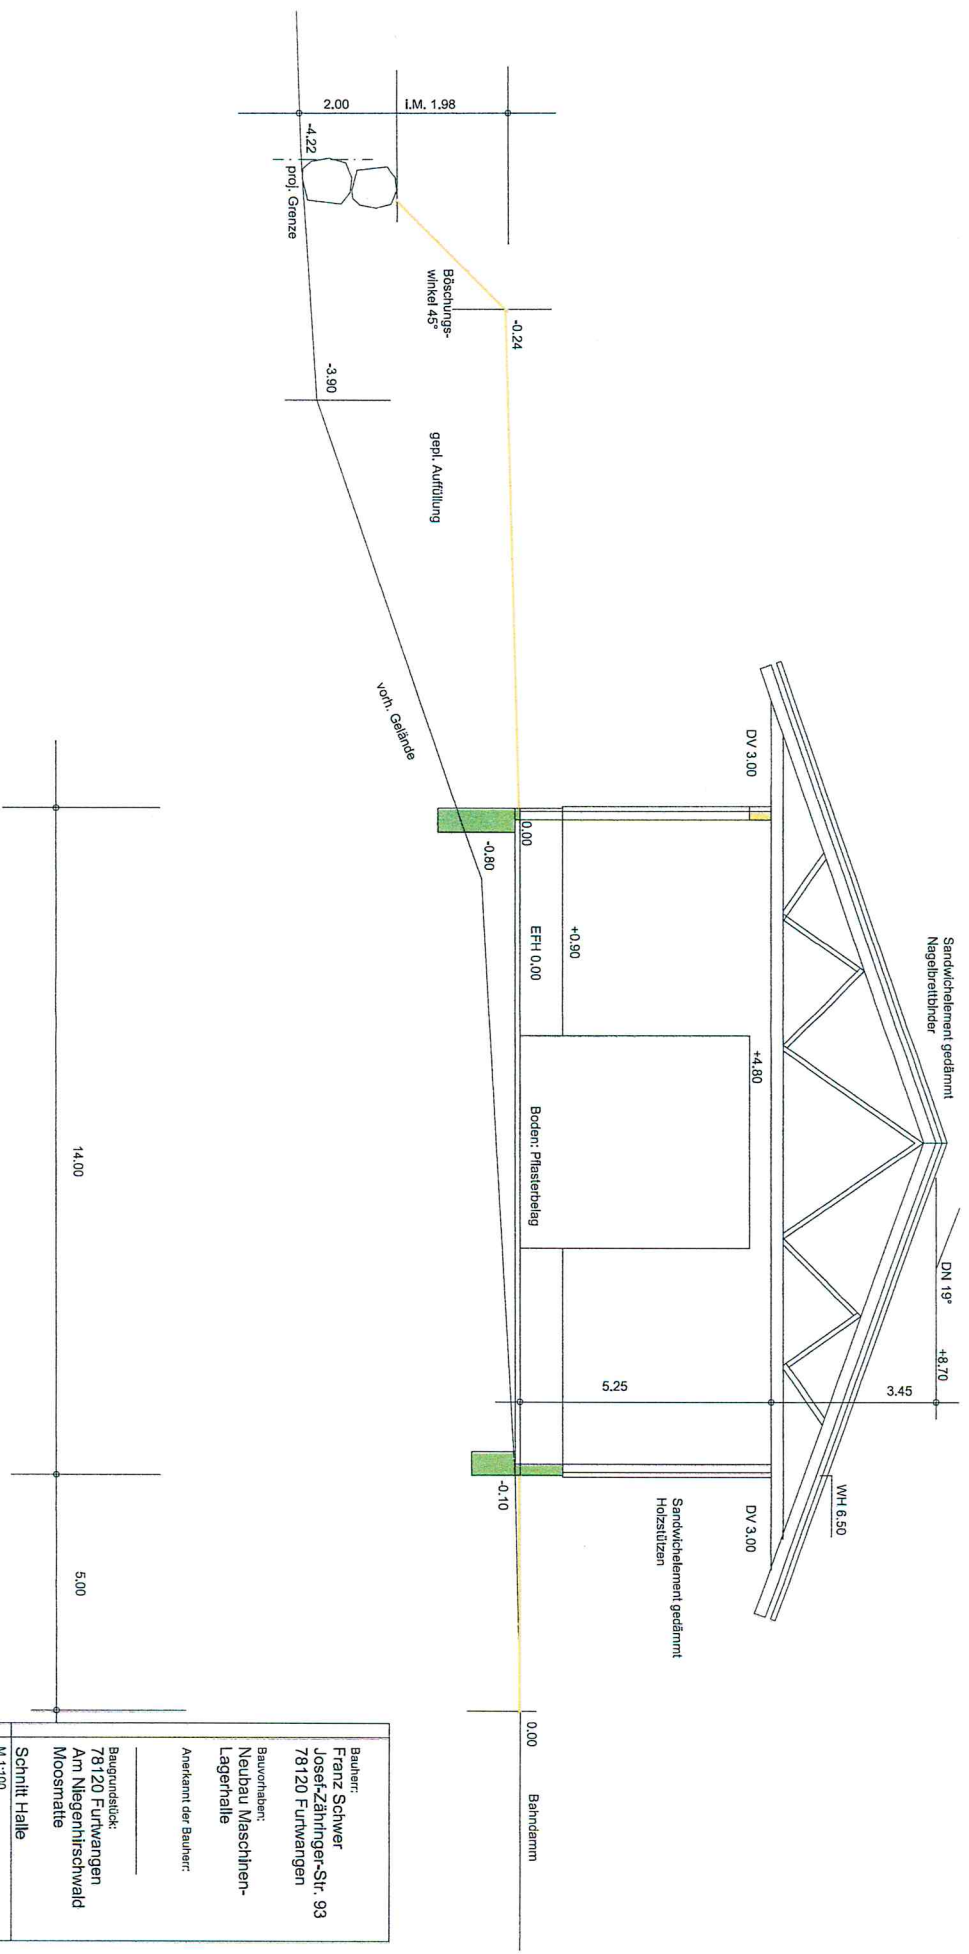 Sandwichelement gedämmt
Nagelbrettbinder
DN 19°
+8.70
3.45
WH 6.50
DV 3.00
DV 3.00
+4.80
5.25
Sandwichelement gedämmt
Holzstützen
+0.90
EFH 0.00
Boden: Pflasterbelag
0.00
-0.80
-0.10
0.00
Bahndamm
2.00
i.M. 1.98
-4.22
proj. Grenze
Böschungs-
winkel 45°
-0.24
-3.90
gepl. Auffüllung
vorh. Gelände
14.00
5.00
Bauherr:
Franz Schwer
Josef-Zähringer-Str. 93
78120 Furtwangen
Bauvorhaben:
Neubau Maschinen-
Lagerhalle
Anerkannt der Bauherr:
Baugrundstück:
78120 Furtwangen
Am Niegenhirschwald
Moosmatte
Schnitt Halle
M 1:100